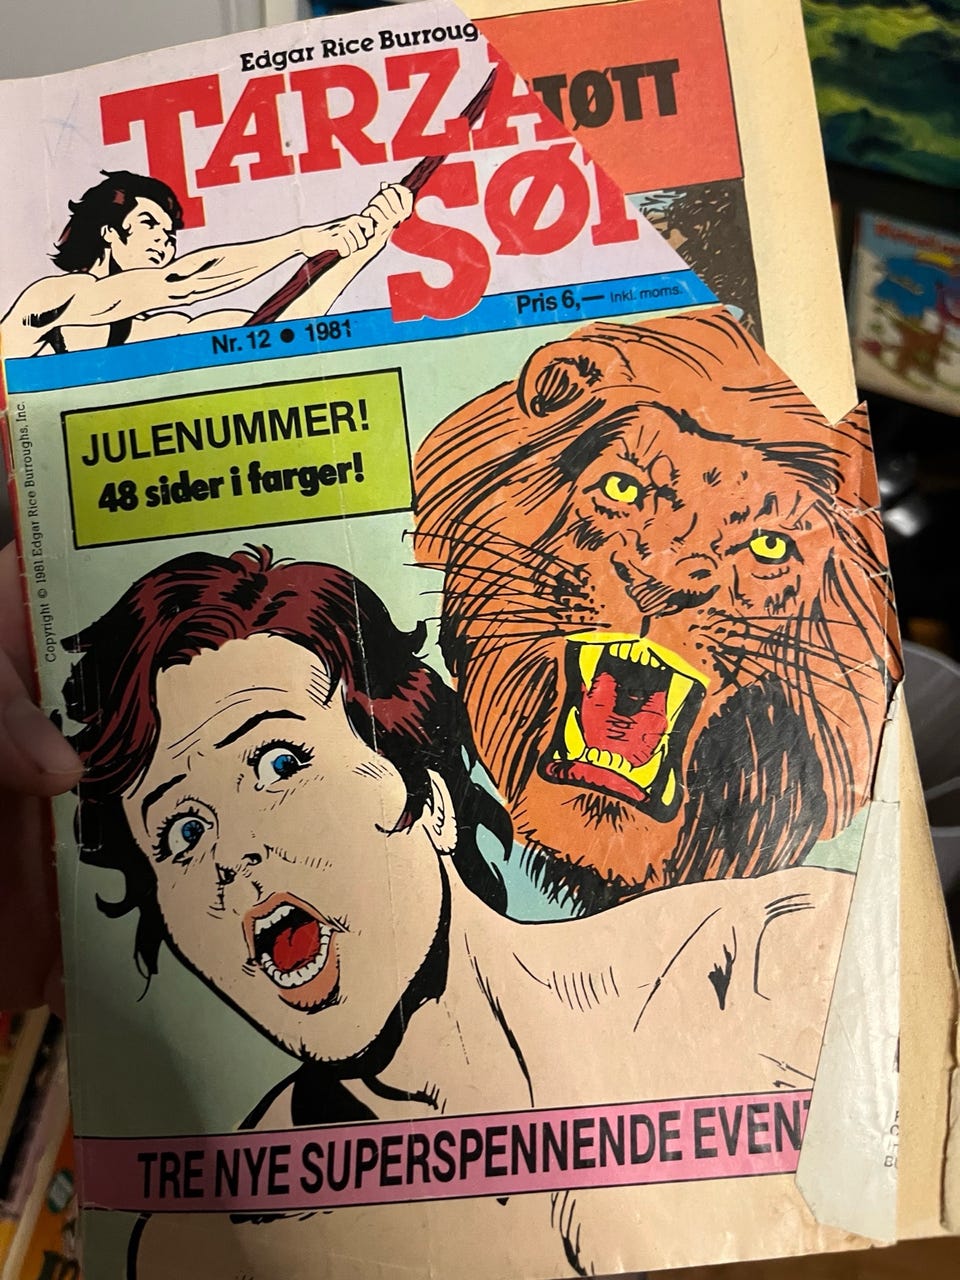 Edgar Rice Burroug
TARZA
TØTT
SØ
Nr. 12 ● 1981
Pris 6,— Inkl. moms.
Copyright © 1981 Edgar Rice Burroughs, Inc.
JULENUMMER!
48 sider i farger!
TRE NYE SUPERSPENNENDE EVEN